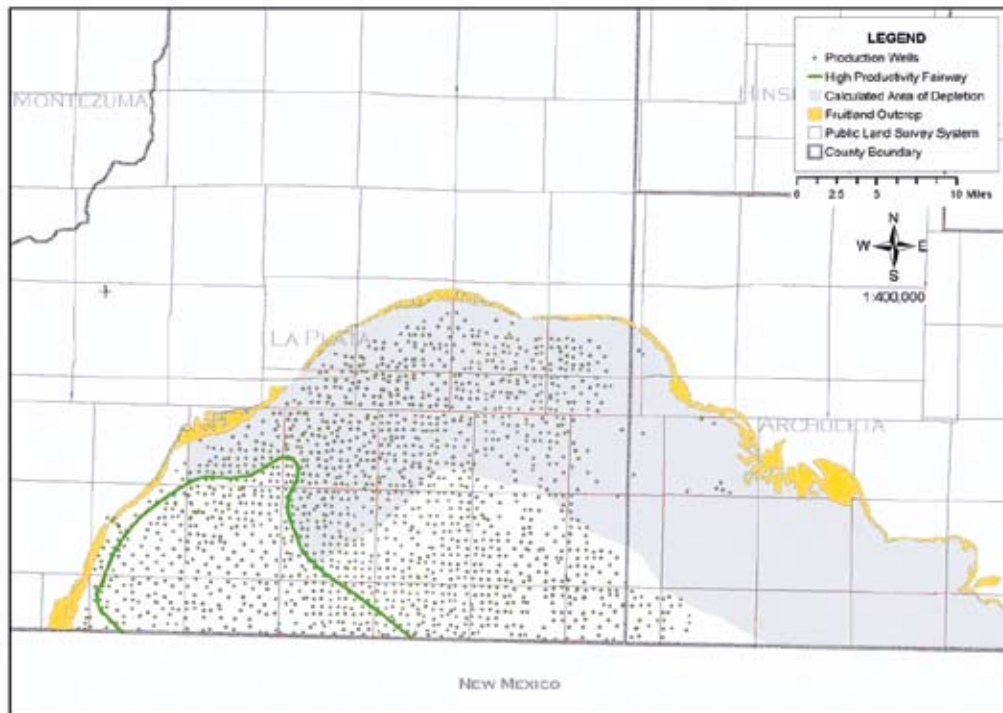 LEGEND
Production Wells
High Productivity Fairway
Calculated Area of Depletion
Fruitland Outcrop
Public Land Survey System
County Boundary
0 2.5 5 10 Miles
N
W E
S
1:400,000
MONTEZUMA
HINS
LA PLATA
ARCHULETA
NEW MEXICO